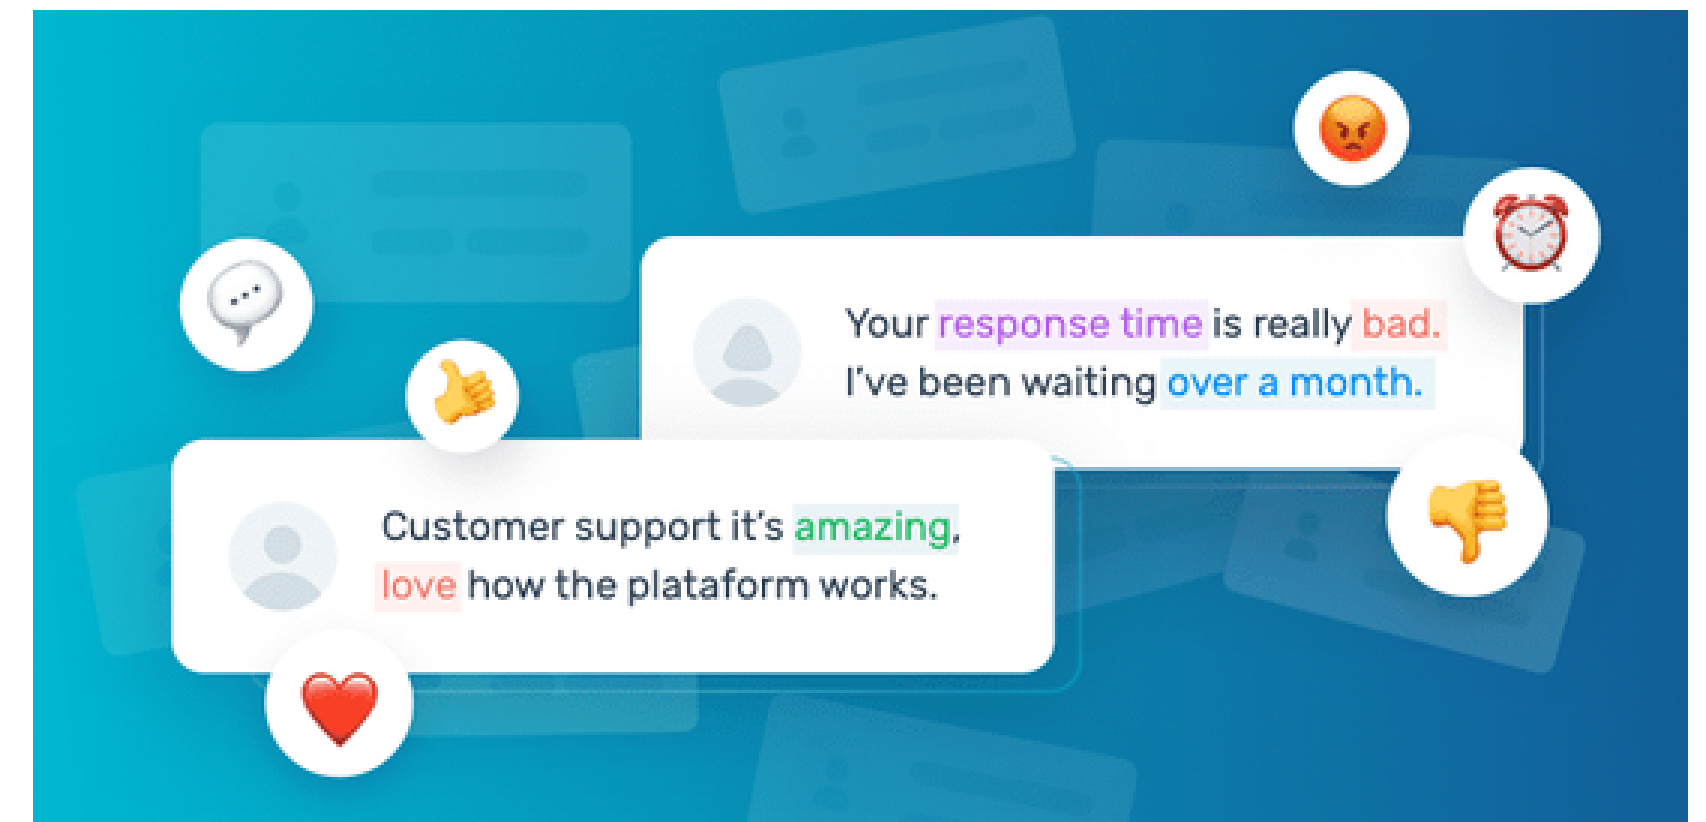 Your response time is really bad.
I've been waiting over a month.
Customer support it's amazing,
love how the plataform works.